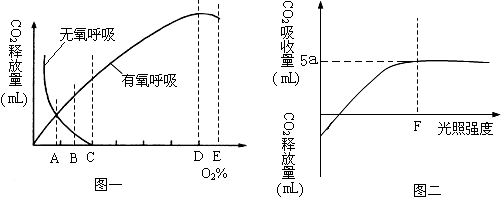 CO₂释放量
(mL)
无氧呼吸
有氧呼吸
A B C D E
O₂%
图一
CO₂吸收量
(mL)
5a
F
光照强度
CO₂释放量
(mL)
图二